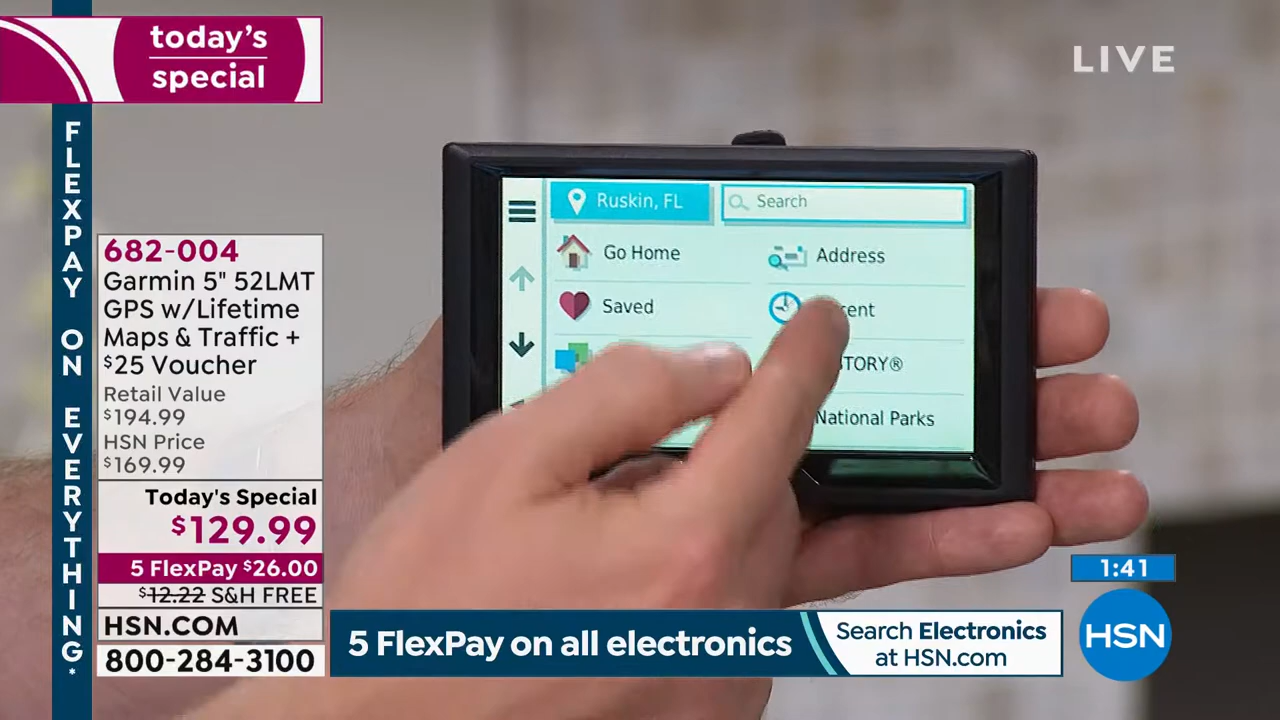 today's
special
LIVE
FLEXPAY ON EVERYTHING*
682-004
Garmin 5" 52LMT
GPS w/Lifetime
Maps & Traffic +
$25 Voucher
Retail Value
$194.99
HSN Price
$169.99
Today's Special
$129.99
5 FlexPay $26.00
$12.22 S&H FREE
HSN.COM
800-284-3100
Ruskin, FL
Search
Go Home
Address
Saved
National Parks
5 FlexPay on all electronics
Search Electronics
at HSN.com
1:41
HSN